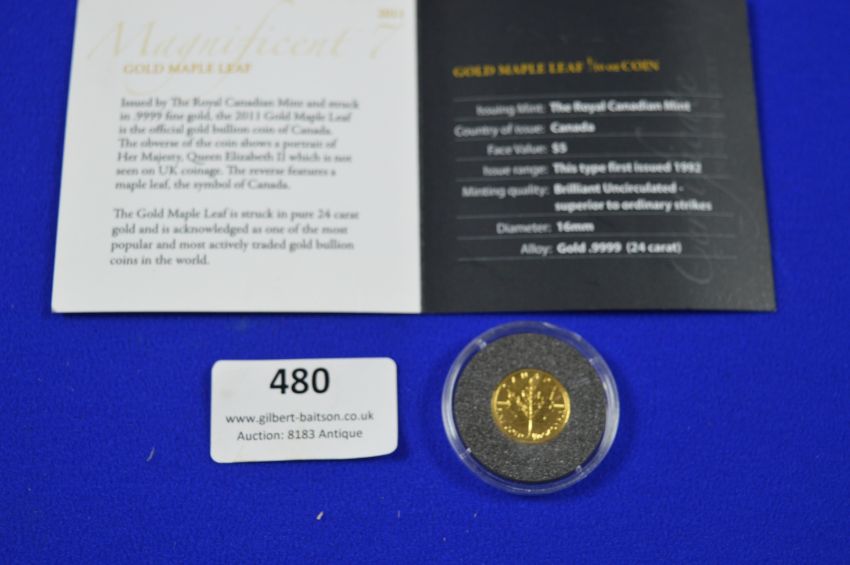 2011
Magnificent 7
GOLD MAPLE LEAF
Issued by The Royal Canadian Mint and struck
in .9999 fine gold, the 2011 Gold Maple Leaf
is the official gold bullion coin of Canada.
The obverse of the coin shows a portrait of
Her Majesty, Queen Elizabeth II which is not
seen on UK coinage. The reverse features a
maple leaf, the symbol of Canada.
The Gold Maple Leaf is struck in pure 24 carat
gold and is acknowledged as one of the most
popular and most actively traded gold bullion
coins in the world.
GOLD MAPLE LEAF 1/10 oz COIN
Issuing Mint: The Royal Canadian Mint
Country of issue: Canada
Face Value: $5
Issue range: This type first issued 1982
Minting quality: Brilliant Uncirculated -
superior to ordinary strikes
Diameter: 16mm
Alloy: Gold .9999 (24 carat)
480
www.gilbert-baitson.co.uk
Auction: 8183 Antique